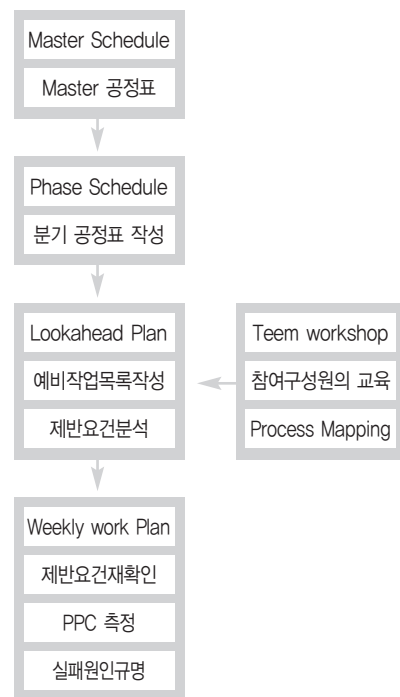 Master Schedule
Master 공정표
Phase Schedule
분기 공정표 작성
Lookahead Plan
예비작업목록작성
제반요건분석
Teem workshop
참여구성원의 교육
Process Mapping
Weekly work Plan
제반요건재확인
PPC 측정
실패원인규명